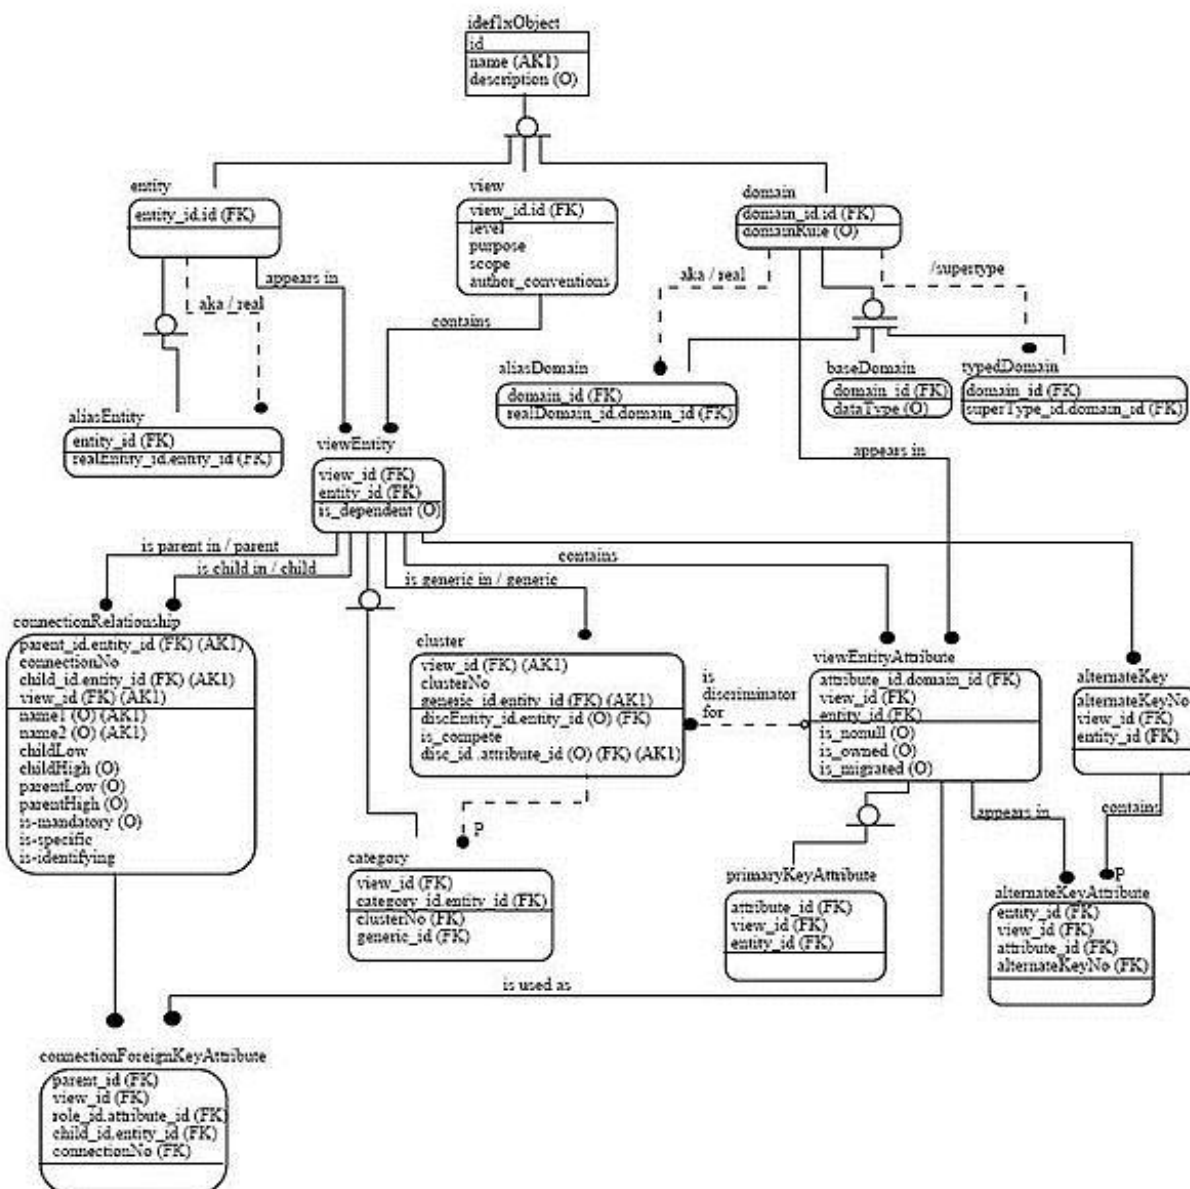 idef1xObject
id
name (AK1)
description (O)
entity
entity_id.id (FK)
view
view_id.id (FK)
level
purpose
scope
author_conventions
domain
domain_id.id (FK)
domainRule (O)
appears in
aka / real
contains
aka / real
/supertype
aliasDomain
domain_id (FK)
realDomain_id.domain_id (FK)
baseDomain
domain_id (FK)
dataType (O)
typedDomain
domain_id (FK)
superType_id.domain_id (FK)
aliasEntity
entity_id (FK)
realEntity_id.entity_id (FK)
viewEntity
view_id (FK)
entity_id (FK)
is_dependent (O)
appears in
is parent in / parent
is child in / child
is generic in / generic
contains
connectionRelationship
parent_id.entity_id (FK) (AK1)
connectionNo
child_id.entity_id (FK) (AK1)
view_id (FK) (AK1)
name1 (O) (AK1)
name2 (O) (AK1)
childLow
childHigh (O)
parentLow (O)
parentHigh (O)
is-mandatory (O)
is-specific
is-identifying
cluster
view_id (FK) (AK1)
clusterNo
generic_id.entity_id (FK) (AK1)
discEntity_id.entity_id (O) (FK)
is_compete
disc_id .attribute_id (O) (FK) (AK1)
is
discriminator
for
viewEntityAttribute
attribute_id.domain_id (FK)
view_id (FK)
entity_id (FK)
is_nonull (O)
is_owned (O)
is_migrated (O)
alternateKey
alternateKeyNo
view_id (FK)
entity_id (FK)
P
appears in
contains
P
category
view_id (FK)
category_id.entity_id (FK)
clusterNo (FK)
generic_id (FK)
primaryKeyAttribute
attribute_id (FK)
view_id (FK)
entity_id (FK)
alternateKeyAttribute
entity_id (FK)
view_id (FK)
attribute_id (FK)
alternateKeyNo (FK)
is used as
connectionForeignKeyAttribute
parent_id (FK)
view_id (FK)
role_id.attribute_id (FK)
child_id.entity_id (FK)
connectionNo (FK)